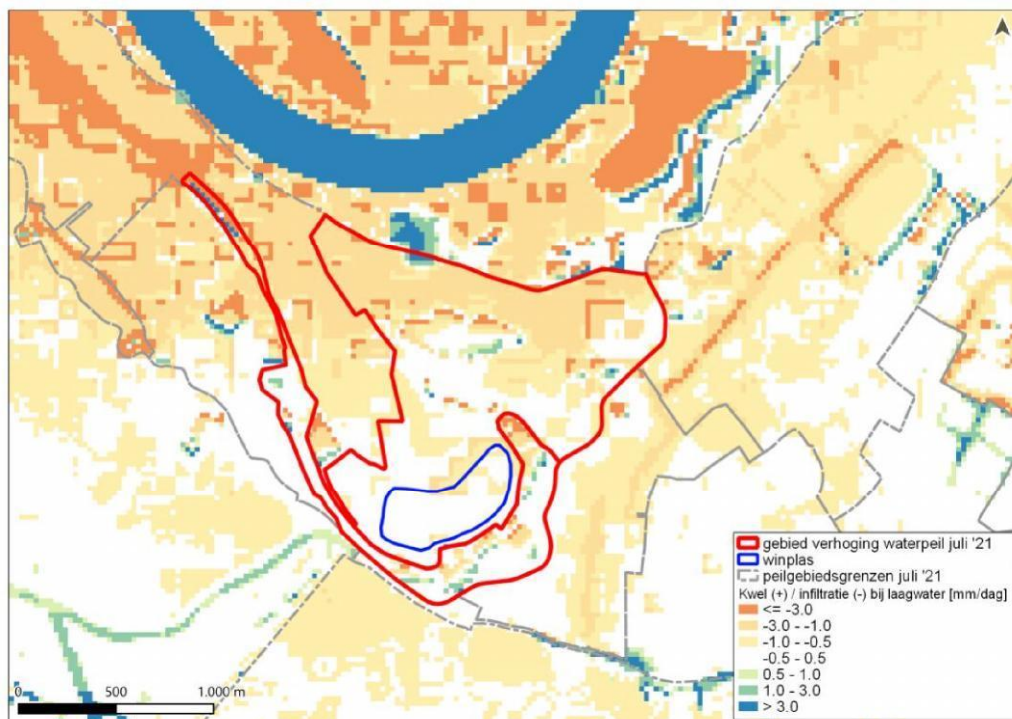 gebied verhoging waterpeil juli '21
winplas
peilgebiedsgrenzen juli '21
Kwel (+) / infiltratie (-) bij laagwater [mm/dag]
<= -3.0
-3.0 - -1.0
-1.0 - -0.5
-0.5 - 0.5
0.5 - 1.0
1.0 - 3.0
> 3.0
0 500 1.000 m